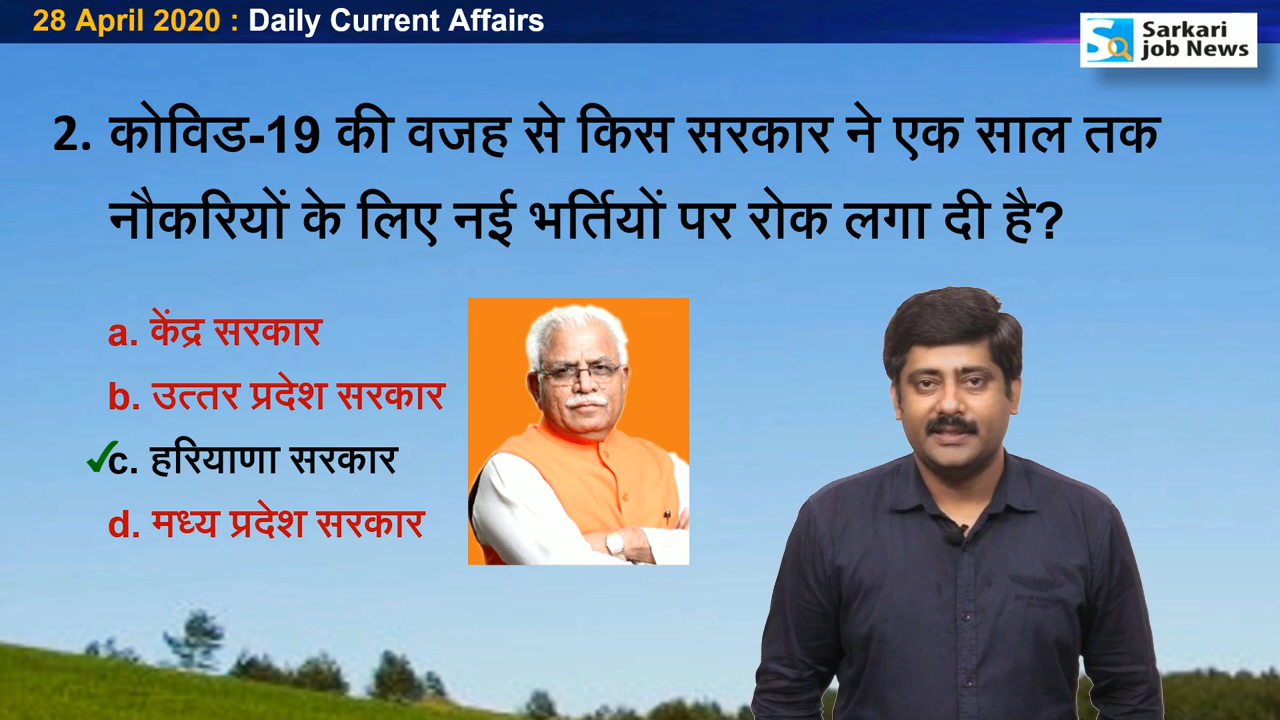 28 April 2020 : Daily Current Affairs
Sarkari
job News
2. कोविड-19 की वजह से किस सरकार ने एक साल तक
नौकरियों के लिए नई भर्तियों पर रोक लगा दी है?
a. केंद्र सरकार
b. उत्तर प्रदेश सरकार
✓c. हरियाणा सरकार
d. मध्य प्रदेश सरकार